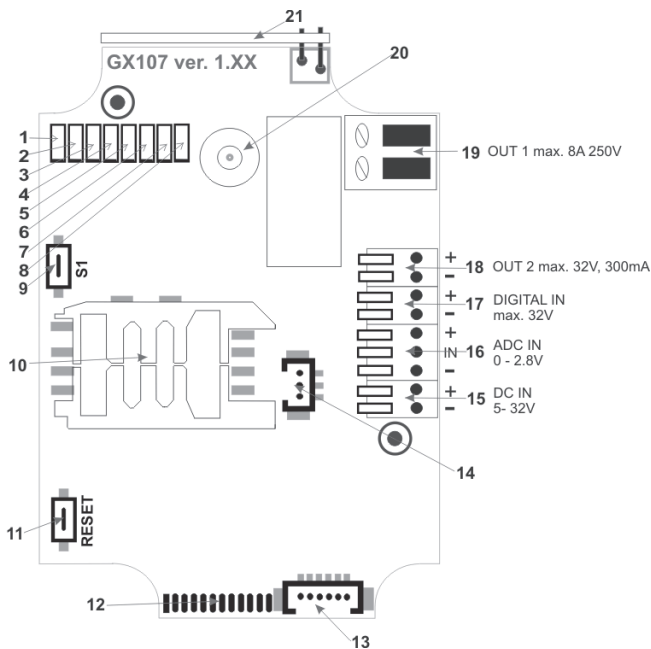 21
GX107 ver. 1.XX
20
1
2
3
4
5
6
7
8
9
S1
19 OUT 1 max. 8A 250V
+
18 OUT 2 max. 32V, 300mA
-
+
17 DIGITAL IN
max. 32V
-
+
IN 16 ADC IN
0 - 2.8V
-
+
15 DC IN
5- 32V
-
10
14
11
RESET
12
13